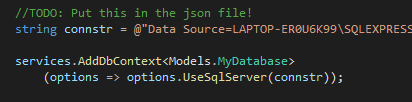 //TODO: Put this in the json file!
string connstr = @"Data Source=LAPTOP-ER0U6K99\SQLEXPRESS
services.AddDbContext<Models.MyDatabase>
(options => options.UseSqlServer(connstr));